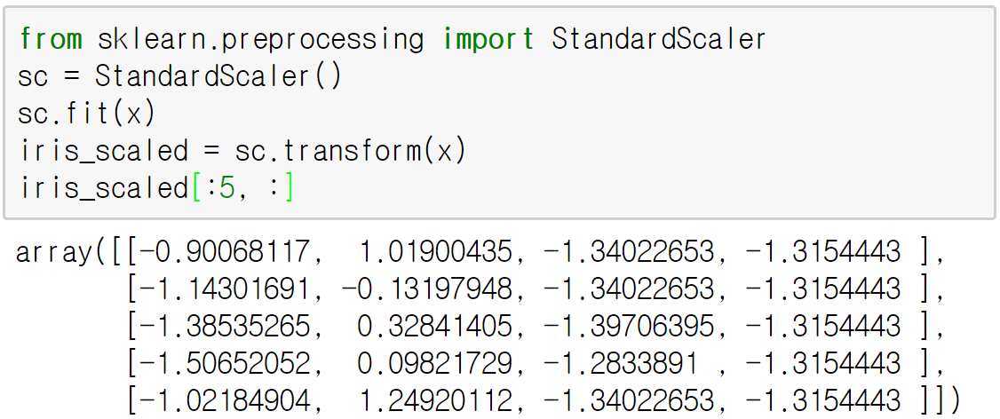 from sklearn.preprocessing import StandardScaler
sc = StandardScaler()
sc.fit(x)
iris_scaled = sc.transform(x)
iris_scaled[:5, :]
array([[-0.90068117,  1.01900435, -1.34022653, -1.3154443 ],
       [-1.14301691, -0.13197948, -1.34022653, -1.3154443 ],
       [-1.38535265,  0.32841405, -1.39706395, -1.3154443 ],
       [-1.50652052,  0.09821729, -1.2833891 , -1.3154443 ],
       [-1.02184904,  1.24920112, -1.34022653, -1.3154443 ]])